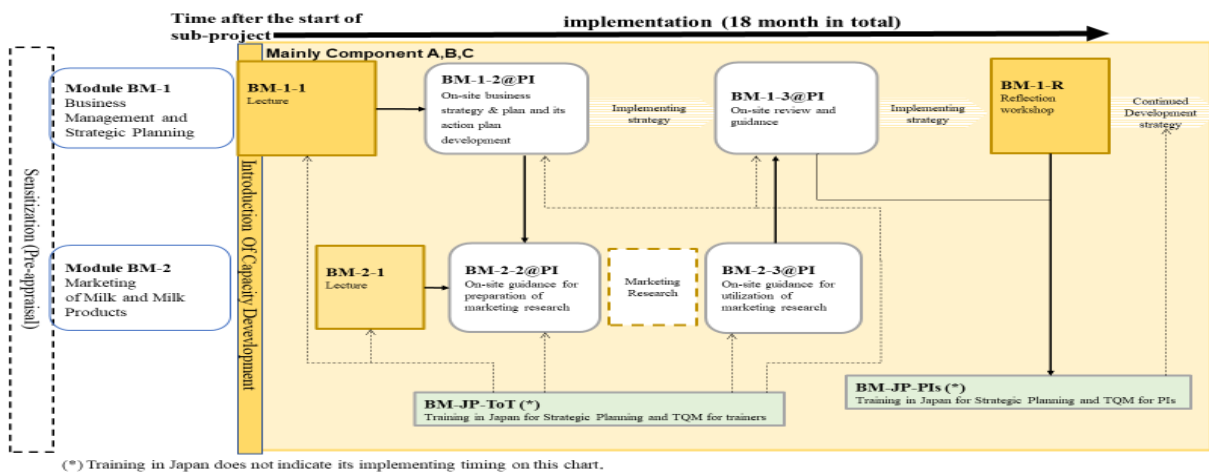 Time after the start of
sub-project
implementation (18 month in total)
Mainly Component A,B,C
Sensitization (Pre-appraisal)
Module BM-1
Business
Management and
Strategic Planning
Introduction Of Capacity Devevlopment
BM-1-1
Lecture
BM-1-2@PI
On-site business
strategy & plan and its
action plan
development
Implementing
strategy
BM-1-3@PI
On-site review and
guidance
Implementing
strategy
BM-1-R
Reflection
workshop
Continued
Development
strategy
Module BM-2
Marketing
of Milk and Milk
Products
BM-2-1
Lecture
BM-2-2@PI
On-site guidance for
preparation of
marketing research
Marketing
Research
BM-2-3@PI
On-site guidance for
utilization of
marketing research
BM-JP-ToT (*)
Training in Japan for Strategic Planning and TQM for trainers
BM-JP-PIs (*)
Training in Japan for Strategic Planning and TQM for PIs
(*) Training in Japan does not indicate its implementing timing on this chart.